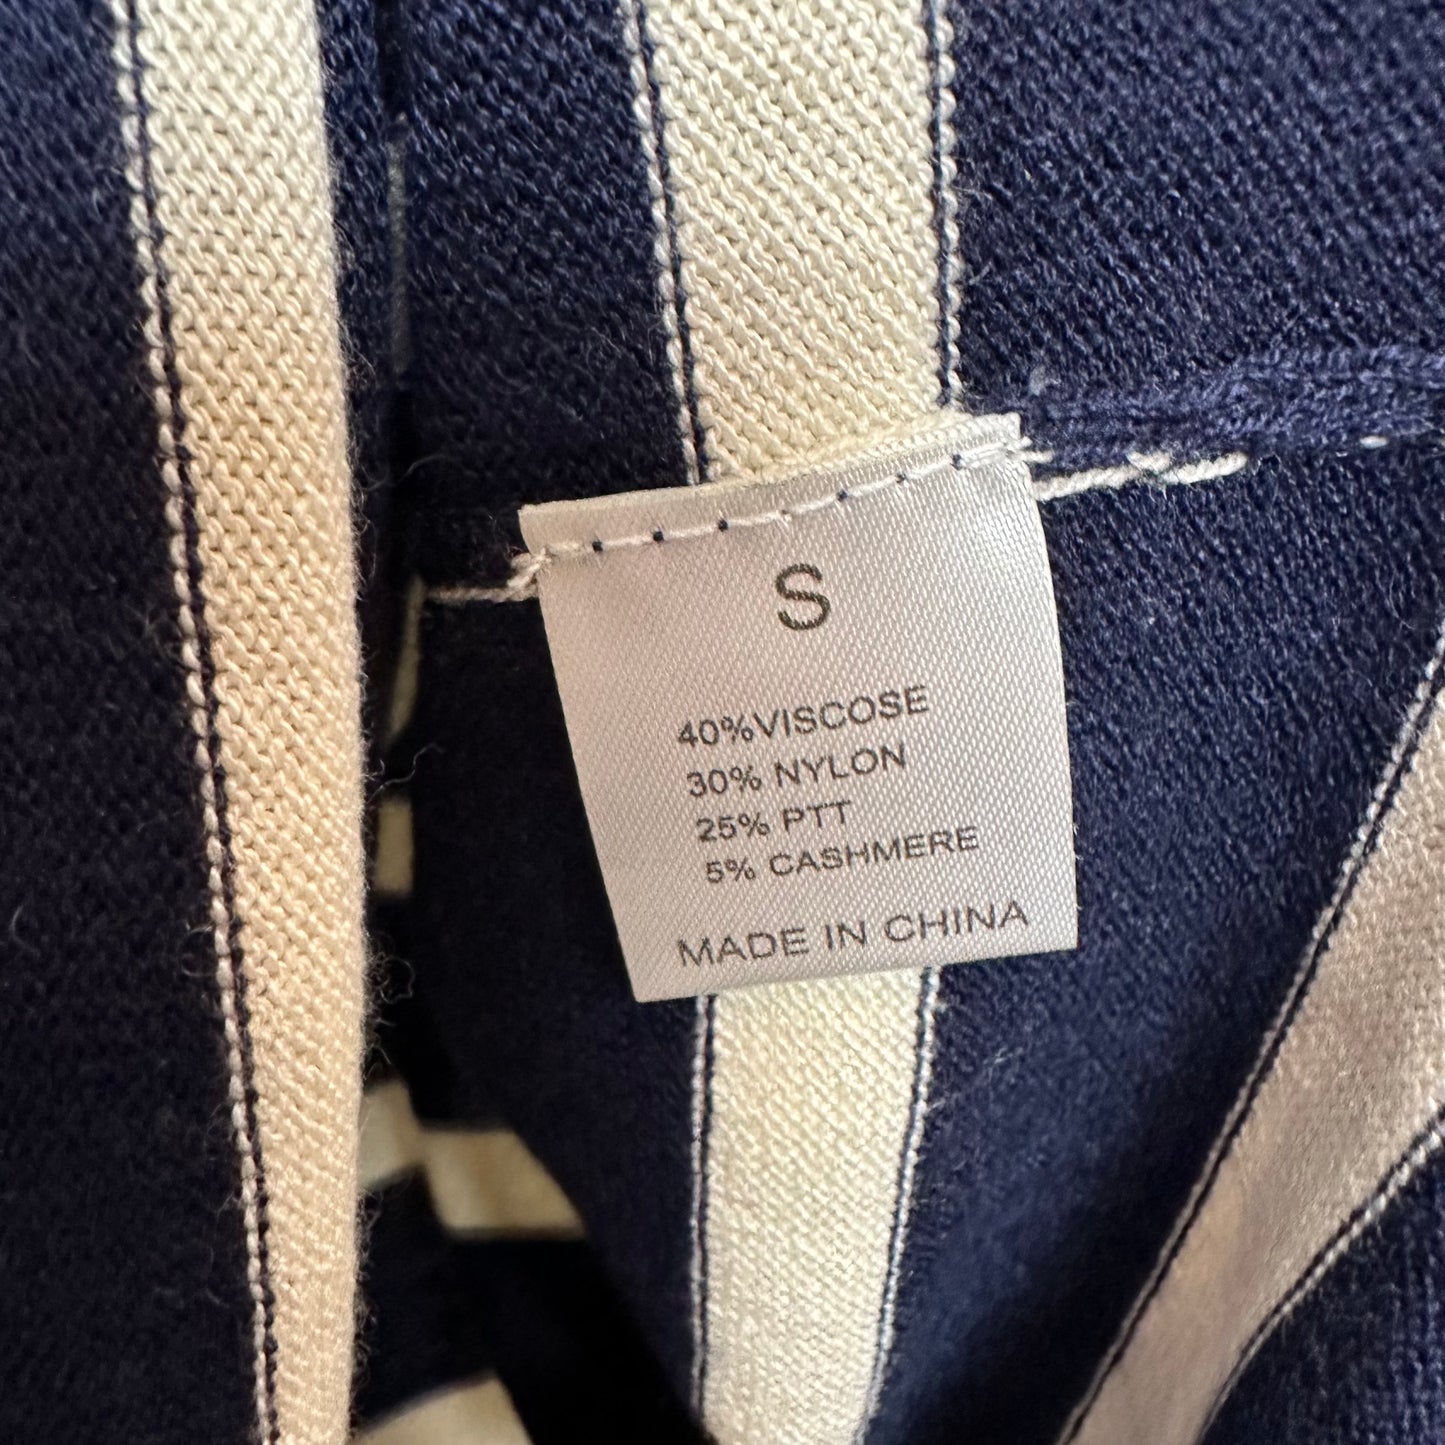 S
40%VISCOSE
30% NYLON
25% PTT
5% CASHMERE
MADE IN CHINA